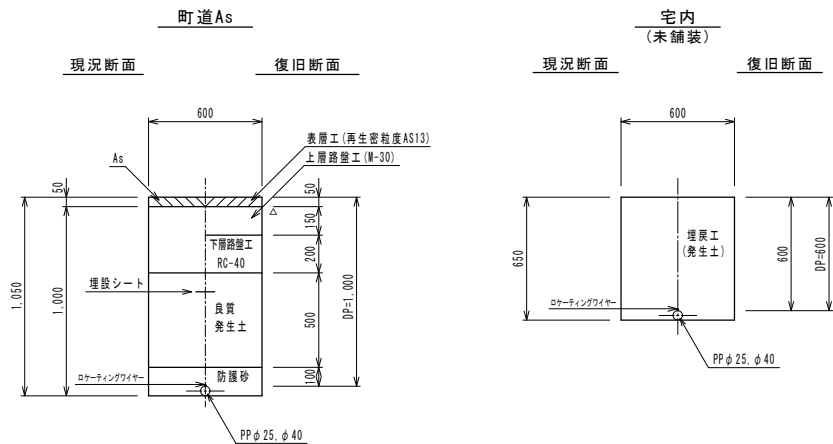 町道As
現況断面
復旧断面
600
表層工(再生密粒度AS13)
上層路盤工(M-30)
As
50
50
150
下層路盤工
RC-40
200
埋設シート
1,050
1,000
良質
発生土
500
DP=1,000
ロケーティングワイヤー
防護砂
100
PPφ25,φ40
宅内
(未舗装)
現況断面
復旧断面
600
650
埋戻工
(発生土)
600
DP=600
ロケーティングワイヤー
PPφ25,φ40